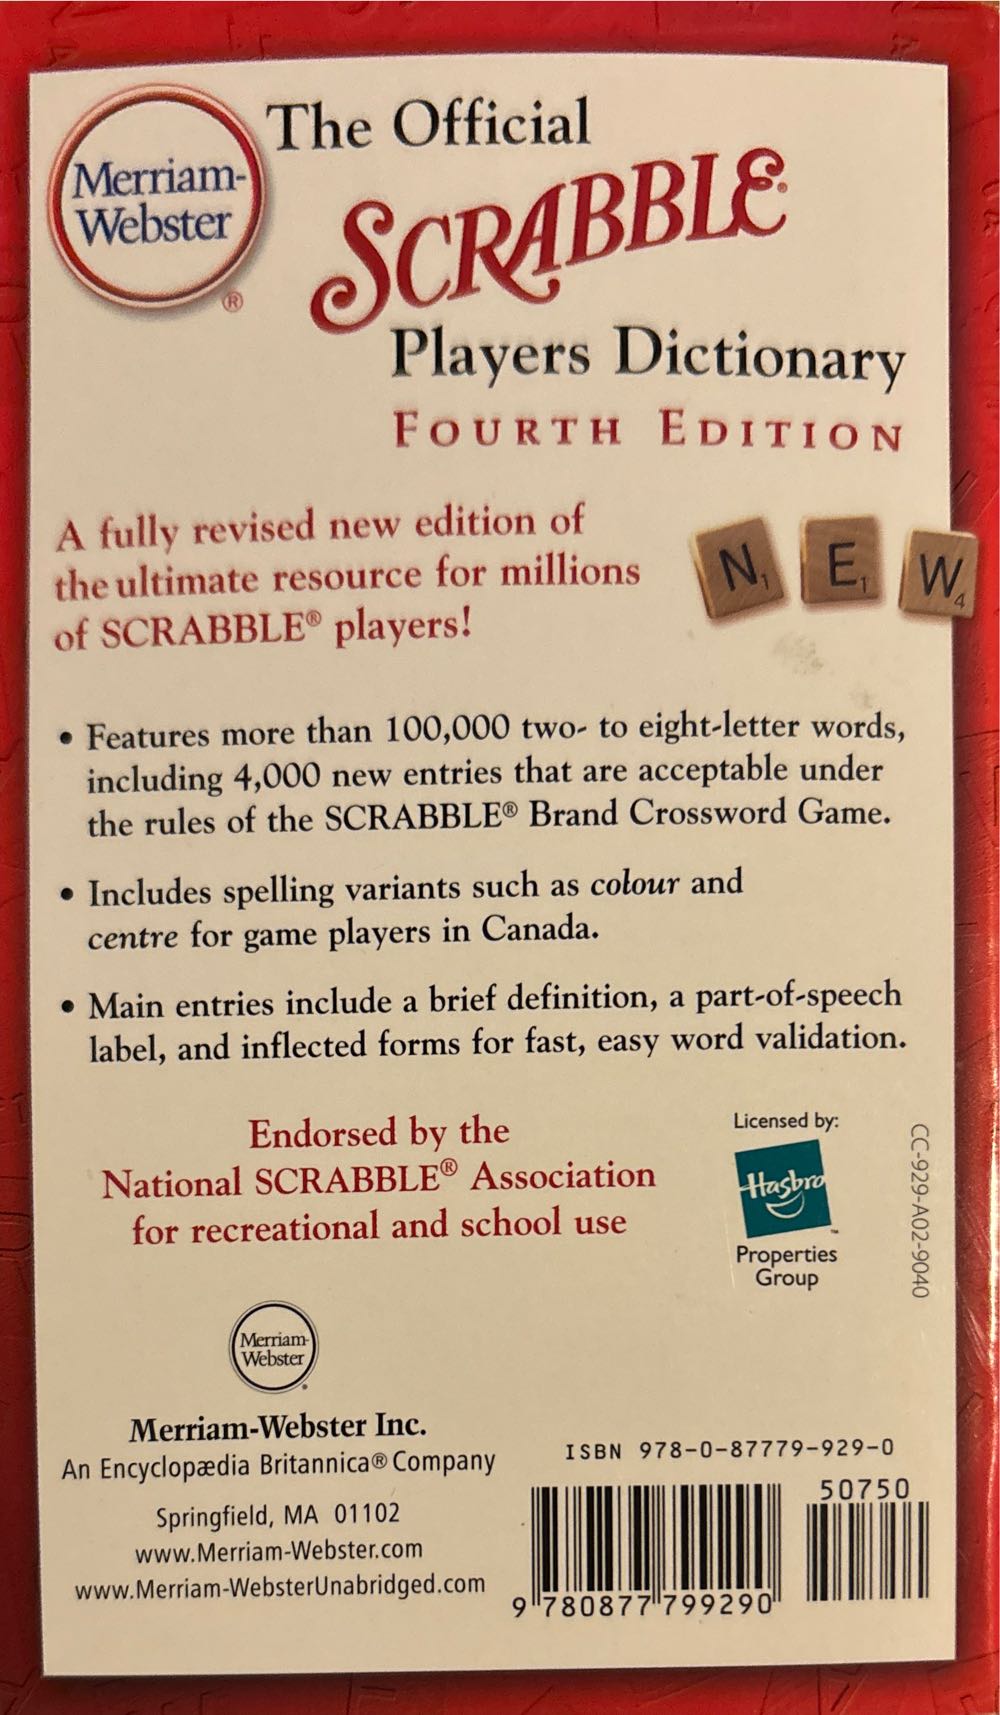 Merriam-
Webster
®
The Official
SCRABBLE®
Players Dictionary
FOURTH EDITION
A fully revised new edition of
the ultimate resource for millions
of SCRABBLE® players!
N1 E1 W4
• Features more than 100,000 two- to eight-letter words,
including 4,000 new entries that are acceptable under
the rules of the SCRABBLE® Brand Crossword Game.
• Includes spelling variants such as colour and
centre for game players in Canada.
• Main entries include a brief definition, a part-of-speech
label, and inflected forms for fast, easy word validation.
Endorsed by the
National SCRABBLE® Association
for recreational and school use
Licensed by:
Hasbro™
Properties
Group
CC-929-A02-9040
Merriam-
Webster
Merriam-Webster Inc.
An Encyclopædia Britannica® Company
Springfield, MA 01102
www.Merriam-Webster.com
www.Merriam-WebsterUnabridged.com
ISBN 978-0-87779-929-0
50750
9 780877 799290